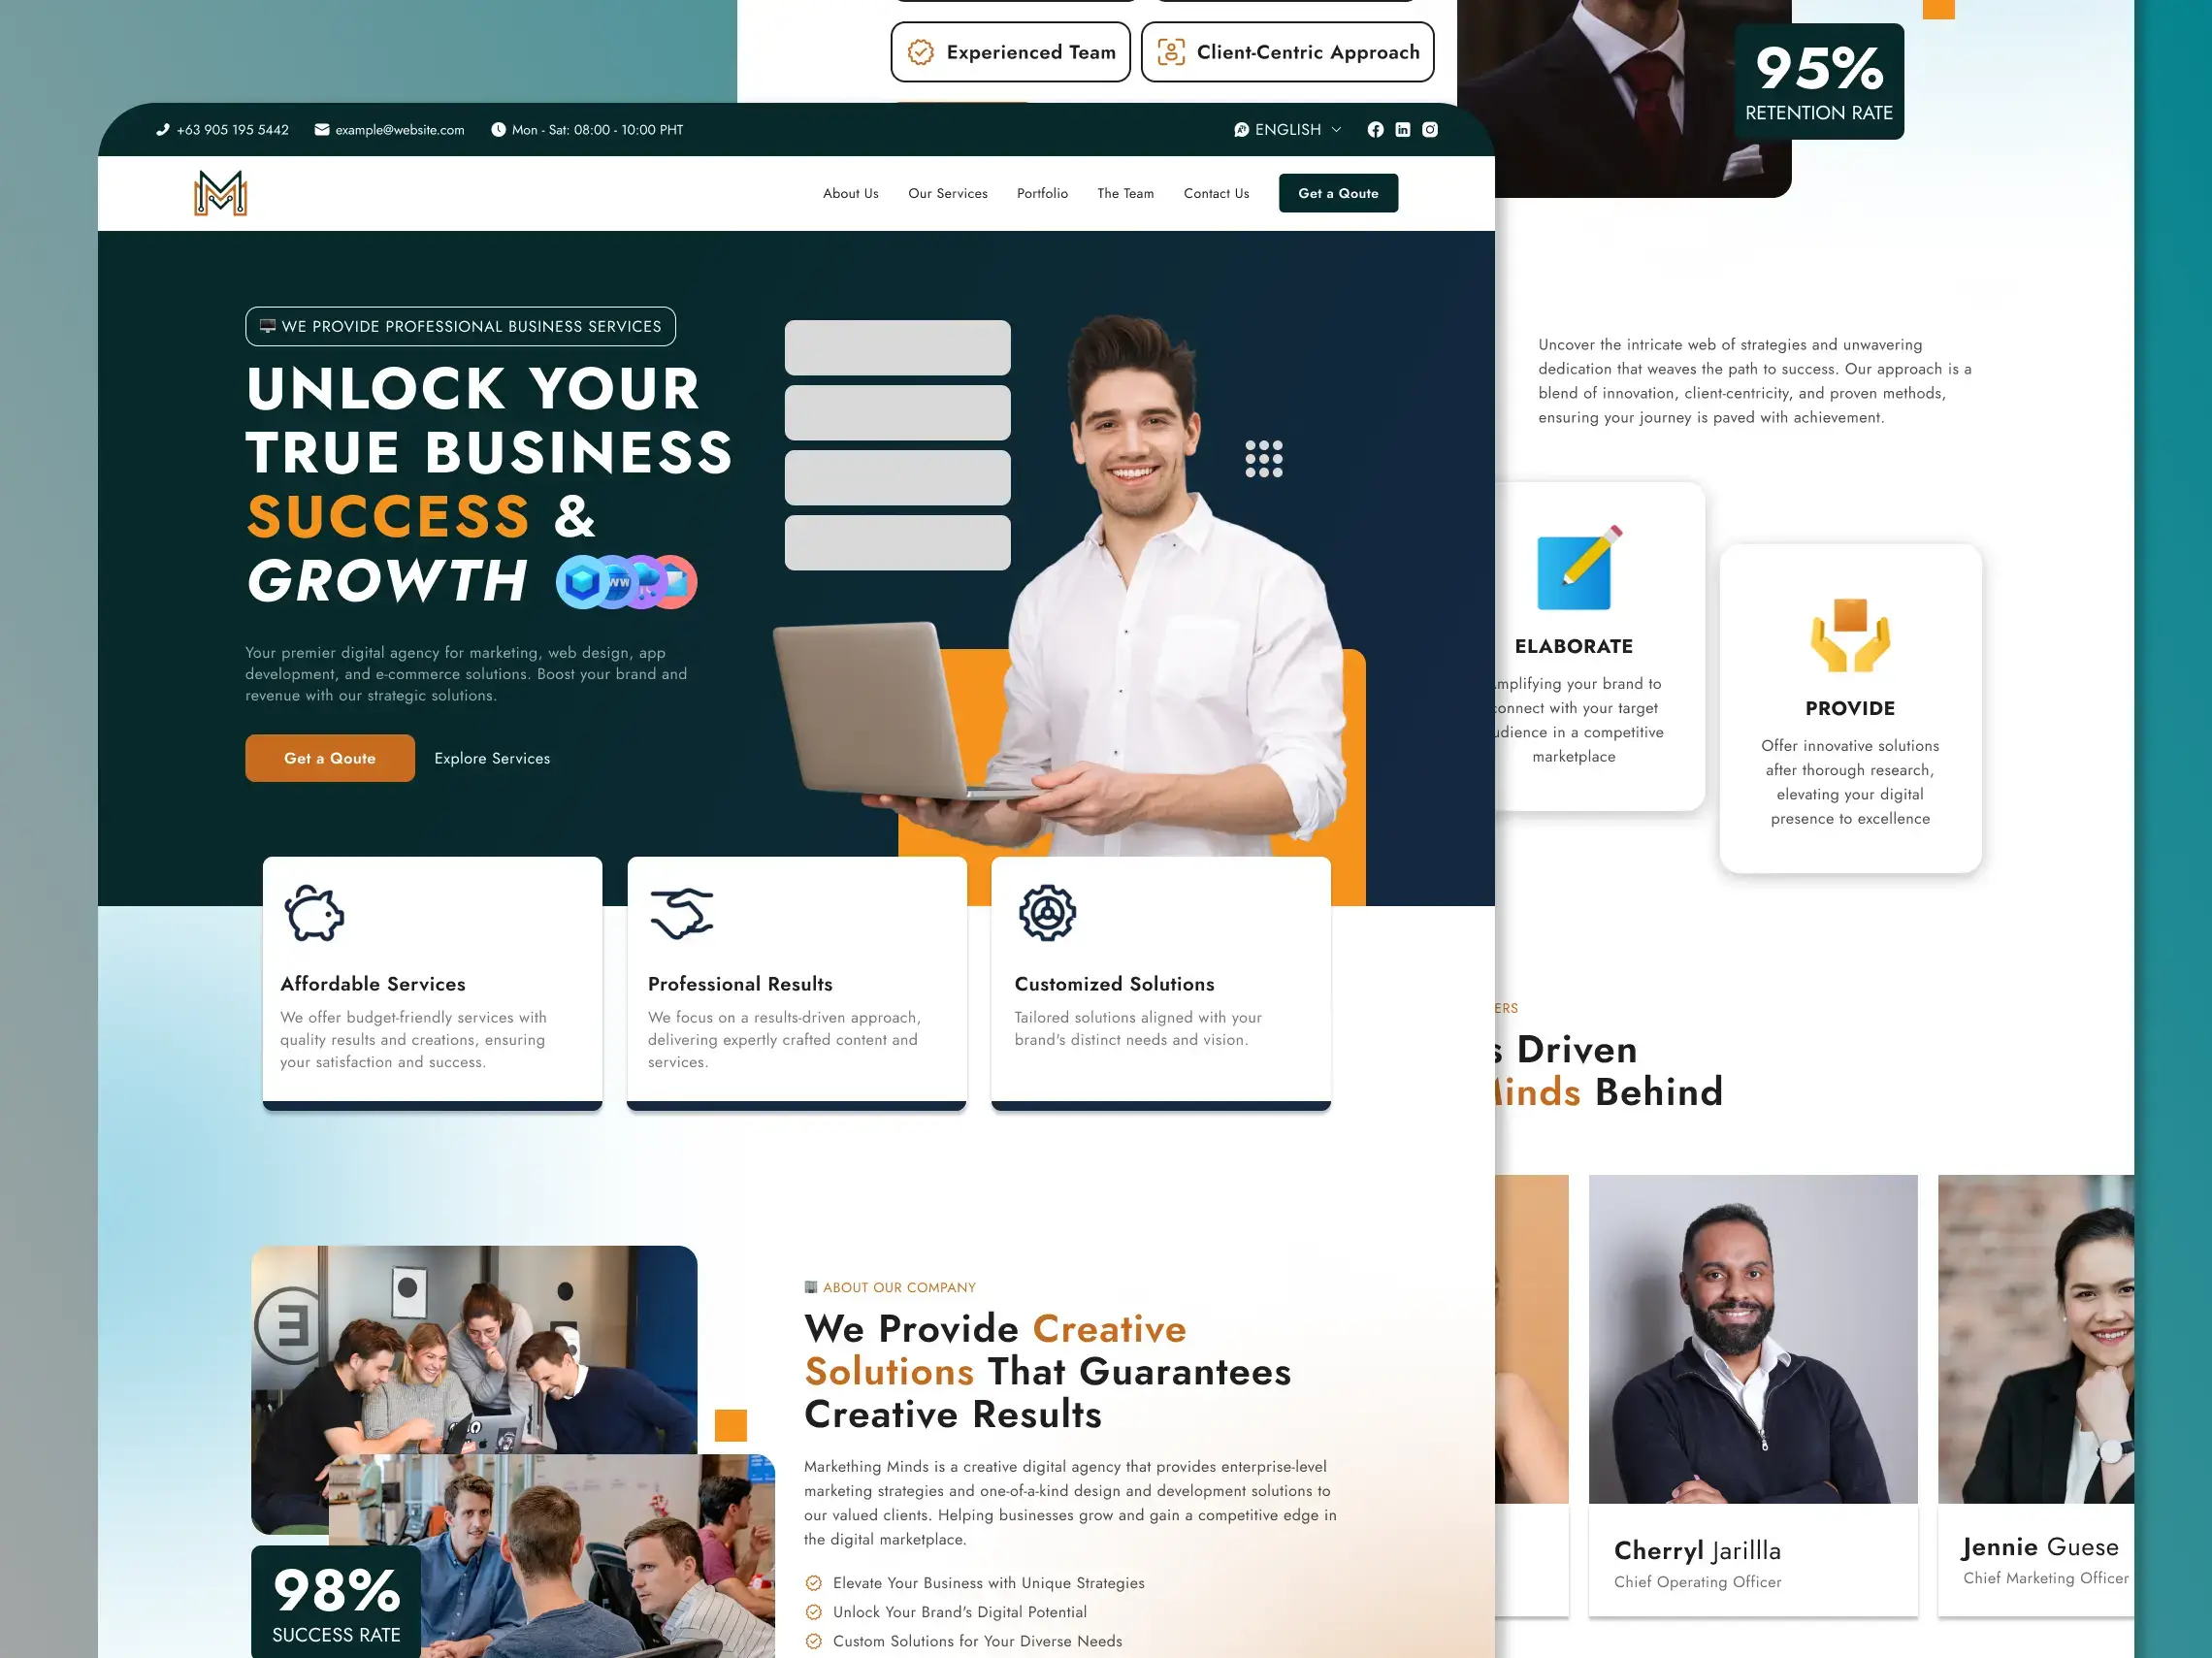 Experienced Team
Client-Centric Approach
95%
RETENTION RATE
+63 905 195 5442
example@website.com
Mon - Sat: 08:00 - 10:00 PHT
ENGLISH
About Us
Our Services
Portfolio
The Team
Contact Us
Get a Qoute
WE PROVIDE PROFESSIONAL BUSINESS SERVICES
UNLOCK YOUR
TRUE BUSINESS
SUCCESS &
GROWTH
Your premier digital agency for marketing, web design, app
development, and e-commerce solutions. Boost your brand and
revenue with our strategic solutions.
Get a Qoute
Explore Services
Affordable Services
We offer budget-friendly services with
quality results and creations, ensuring
your satisfaction and success.
Professional Results
We focus on a results-driven approach,
delivering expertly crafted content and
services.
Customized Solutions
Tailored solutions aligned with your
brand's distinct needs and vision.
98%
SUCCESS RATE
ABOUT OUR COMPANY
We Provide Creative
Solutions That Guarantees
Creative Results
Markething Minds is a creative digital agency that provides enterprise-level
marketing strategies and one-of-a-kind design and development solutions to
our valued clients. Helping businesses grow and gain a competitive edge in
the digital marketplace.
Elevate Your Business with Unique Strategies
Unlock Your Brand's Digital Potential
Custom Solutions for Your Diverse Needs
Uncover the intricate web of strategies and unwavering
dedication that weaves the path to success. Our approach is a
blend of innovation, client-centricity, and proven methods,
ensuring your journey is paved with achievement.
ELABORATE
mplifying your brand to
onnect with your target
udience in a competitive
marketplace
PROVIDE
Offer innovative solutions
after thorough research,
elevating your digital
presence to excellence
ERS
s Driven
Minds Behind
Cherryl Jarillla
Chief Operating Officer
Jennie Guese
Chief Marketing Officer